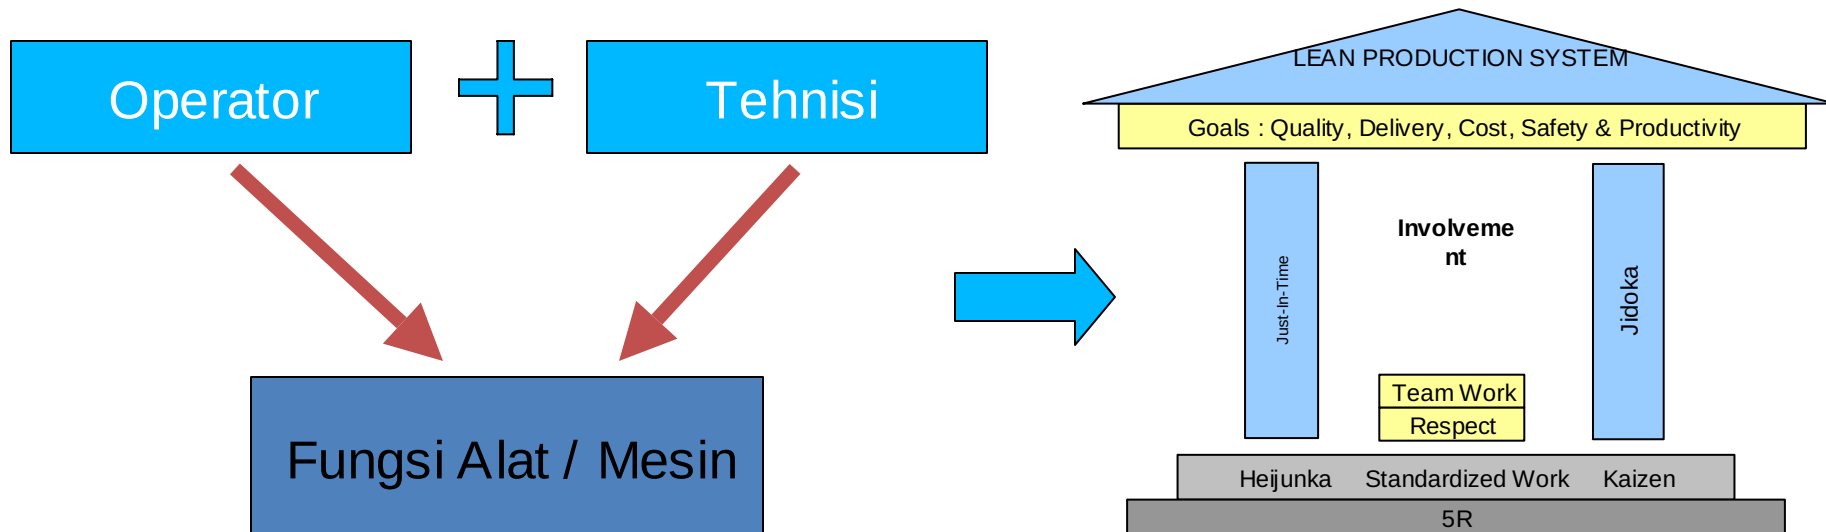 Operator
Tehnisi
Fungsi Alat / Mesin
LEAN PRODUCTION SYSTEM
Goals : Quality, Delivery, Cost, Safety & Productivity
Just-In-Time
Involveme
nt
Jidoka
Team Work
Respect
Heijunka Standardized Work Kaizen
5R